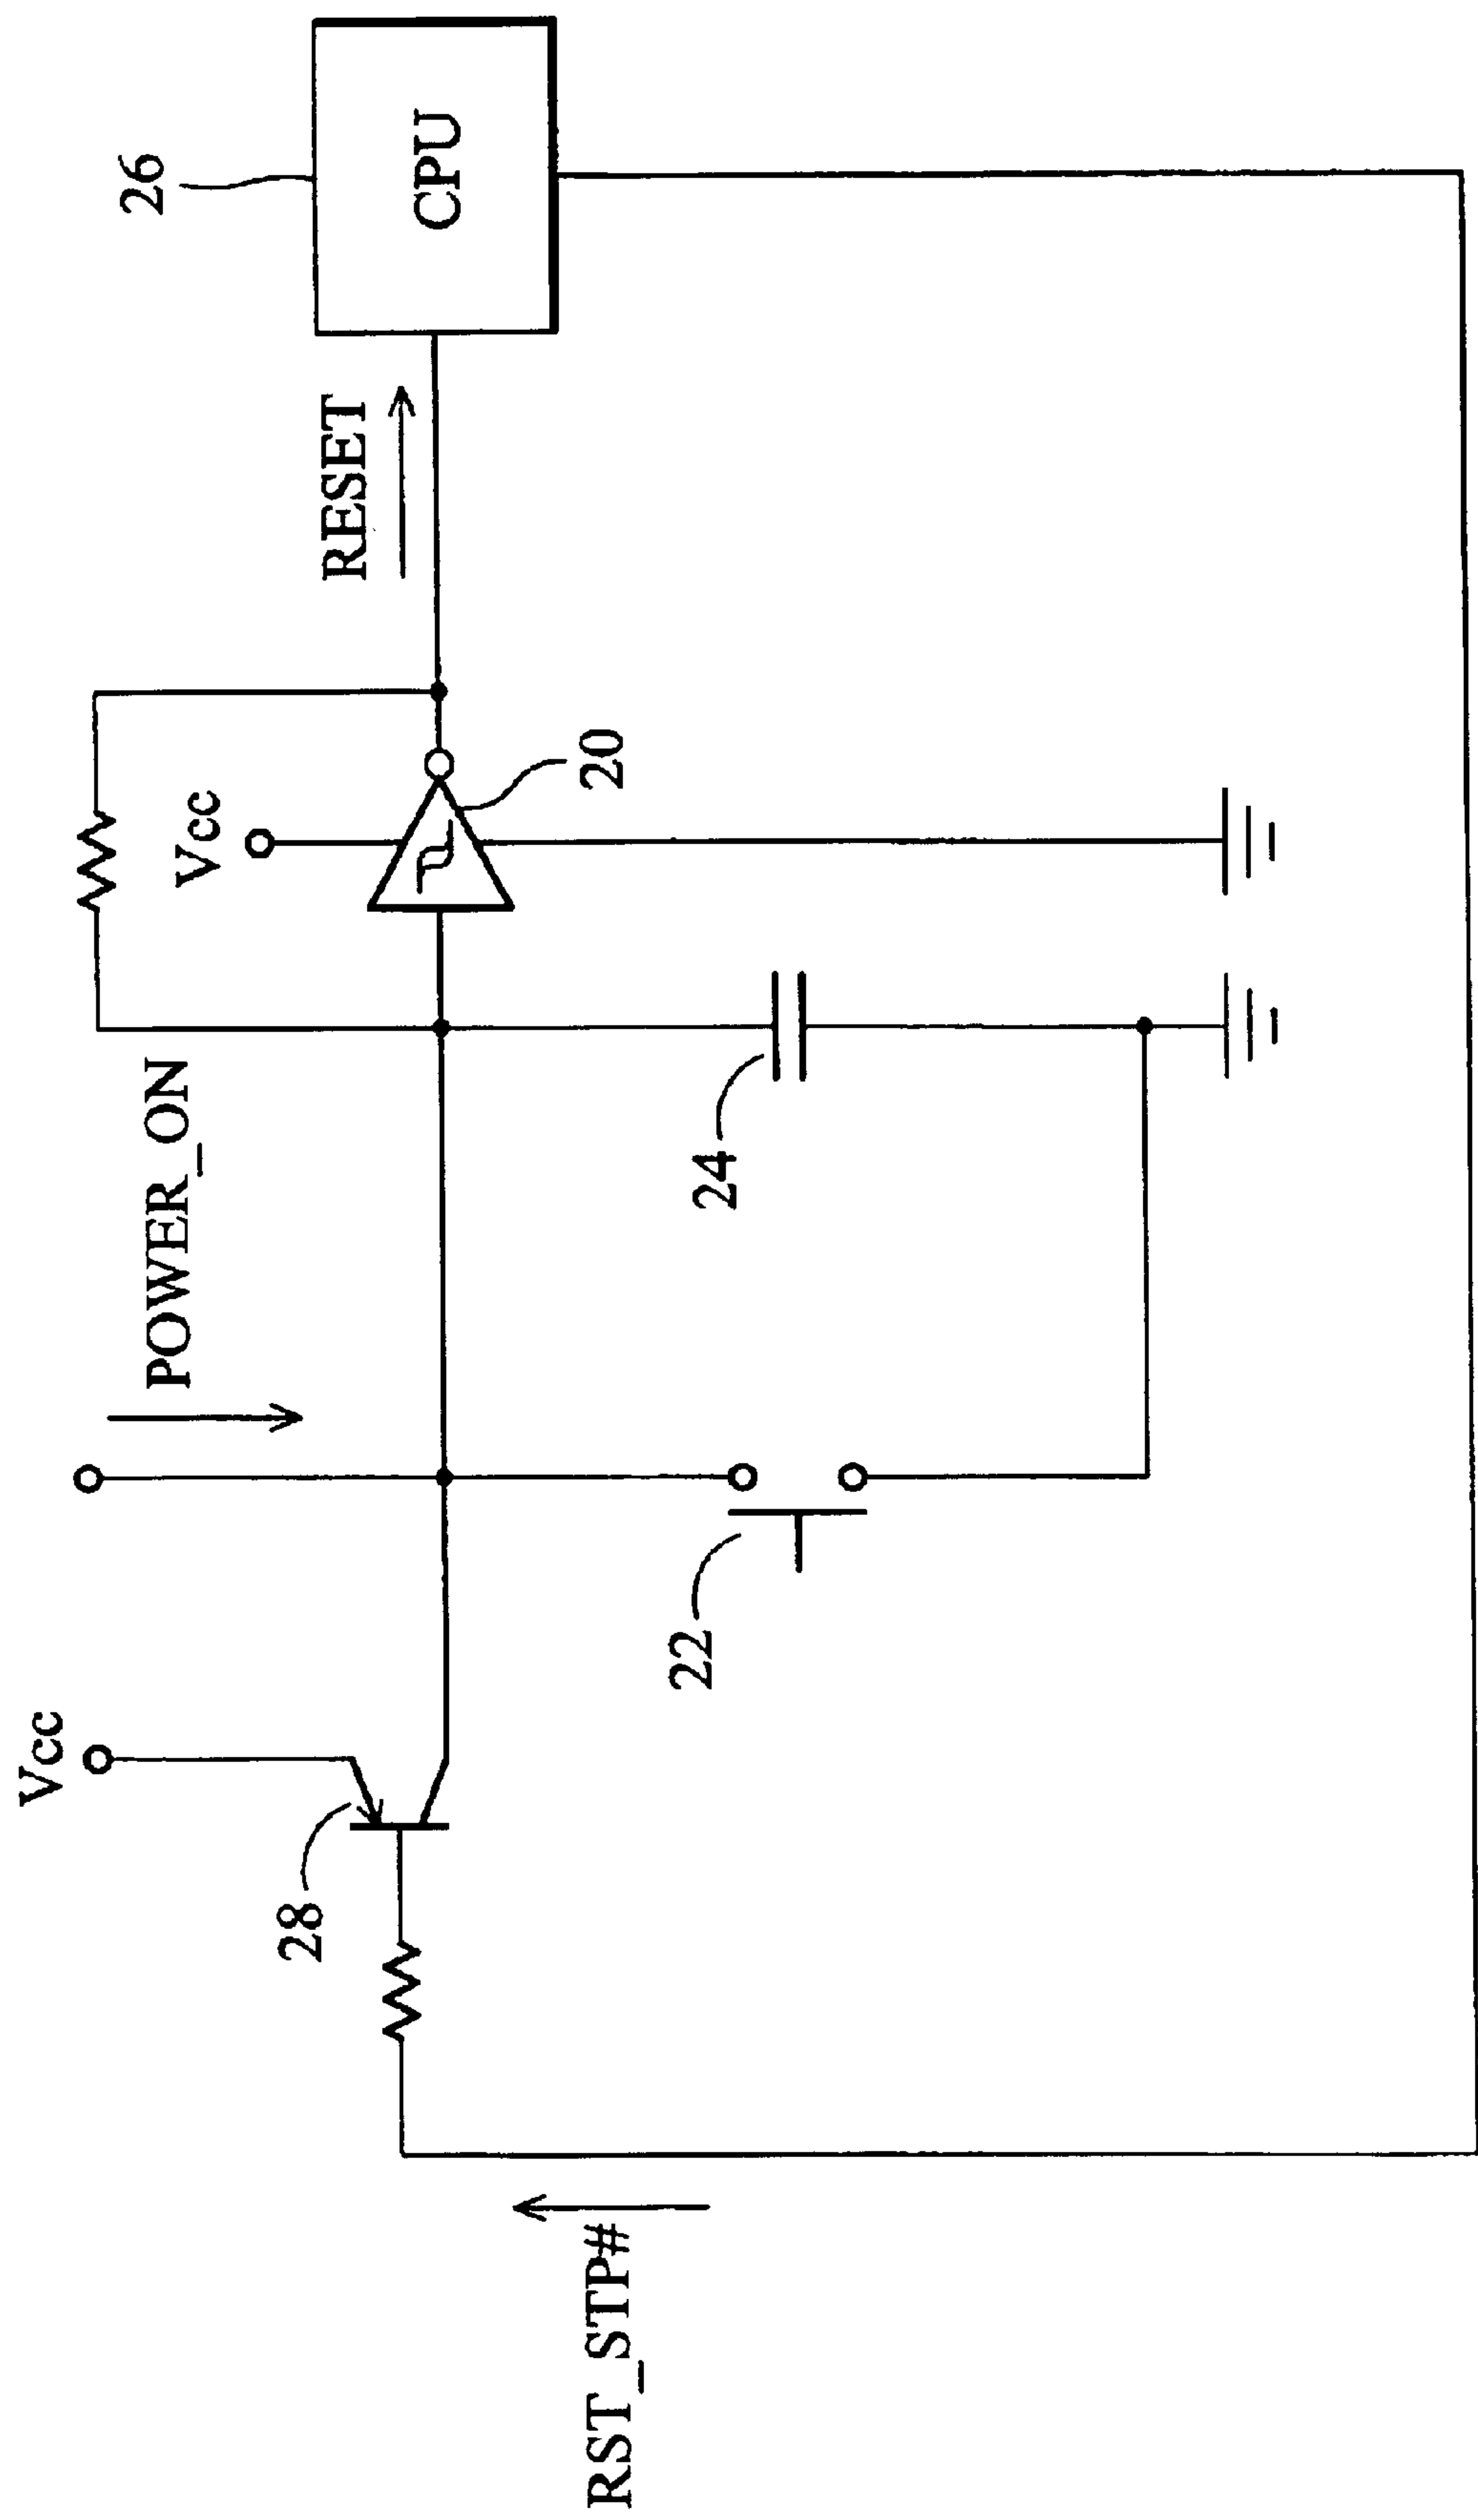 Vcc
28
RST_STP#
POWER_ON
22
24
Vcc
20
RESET
26
CPU